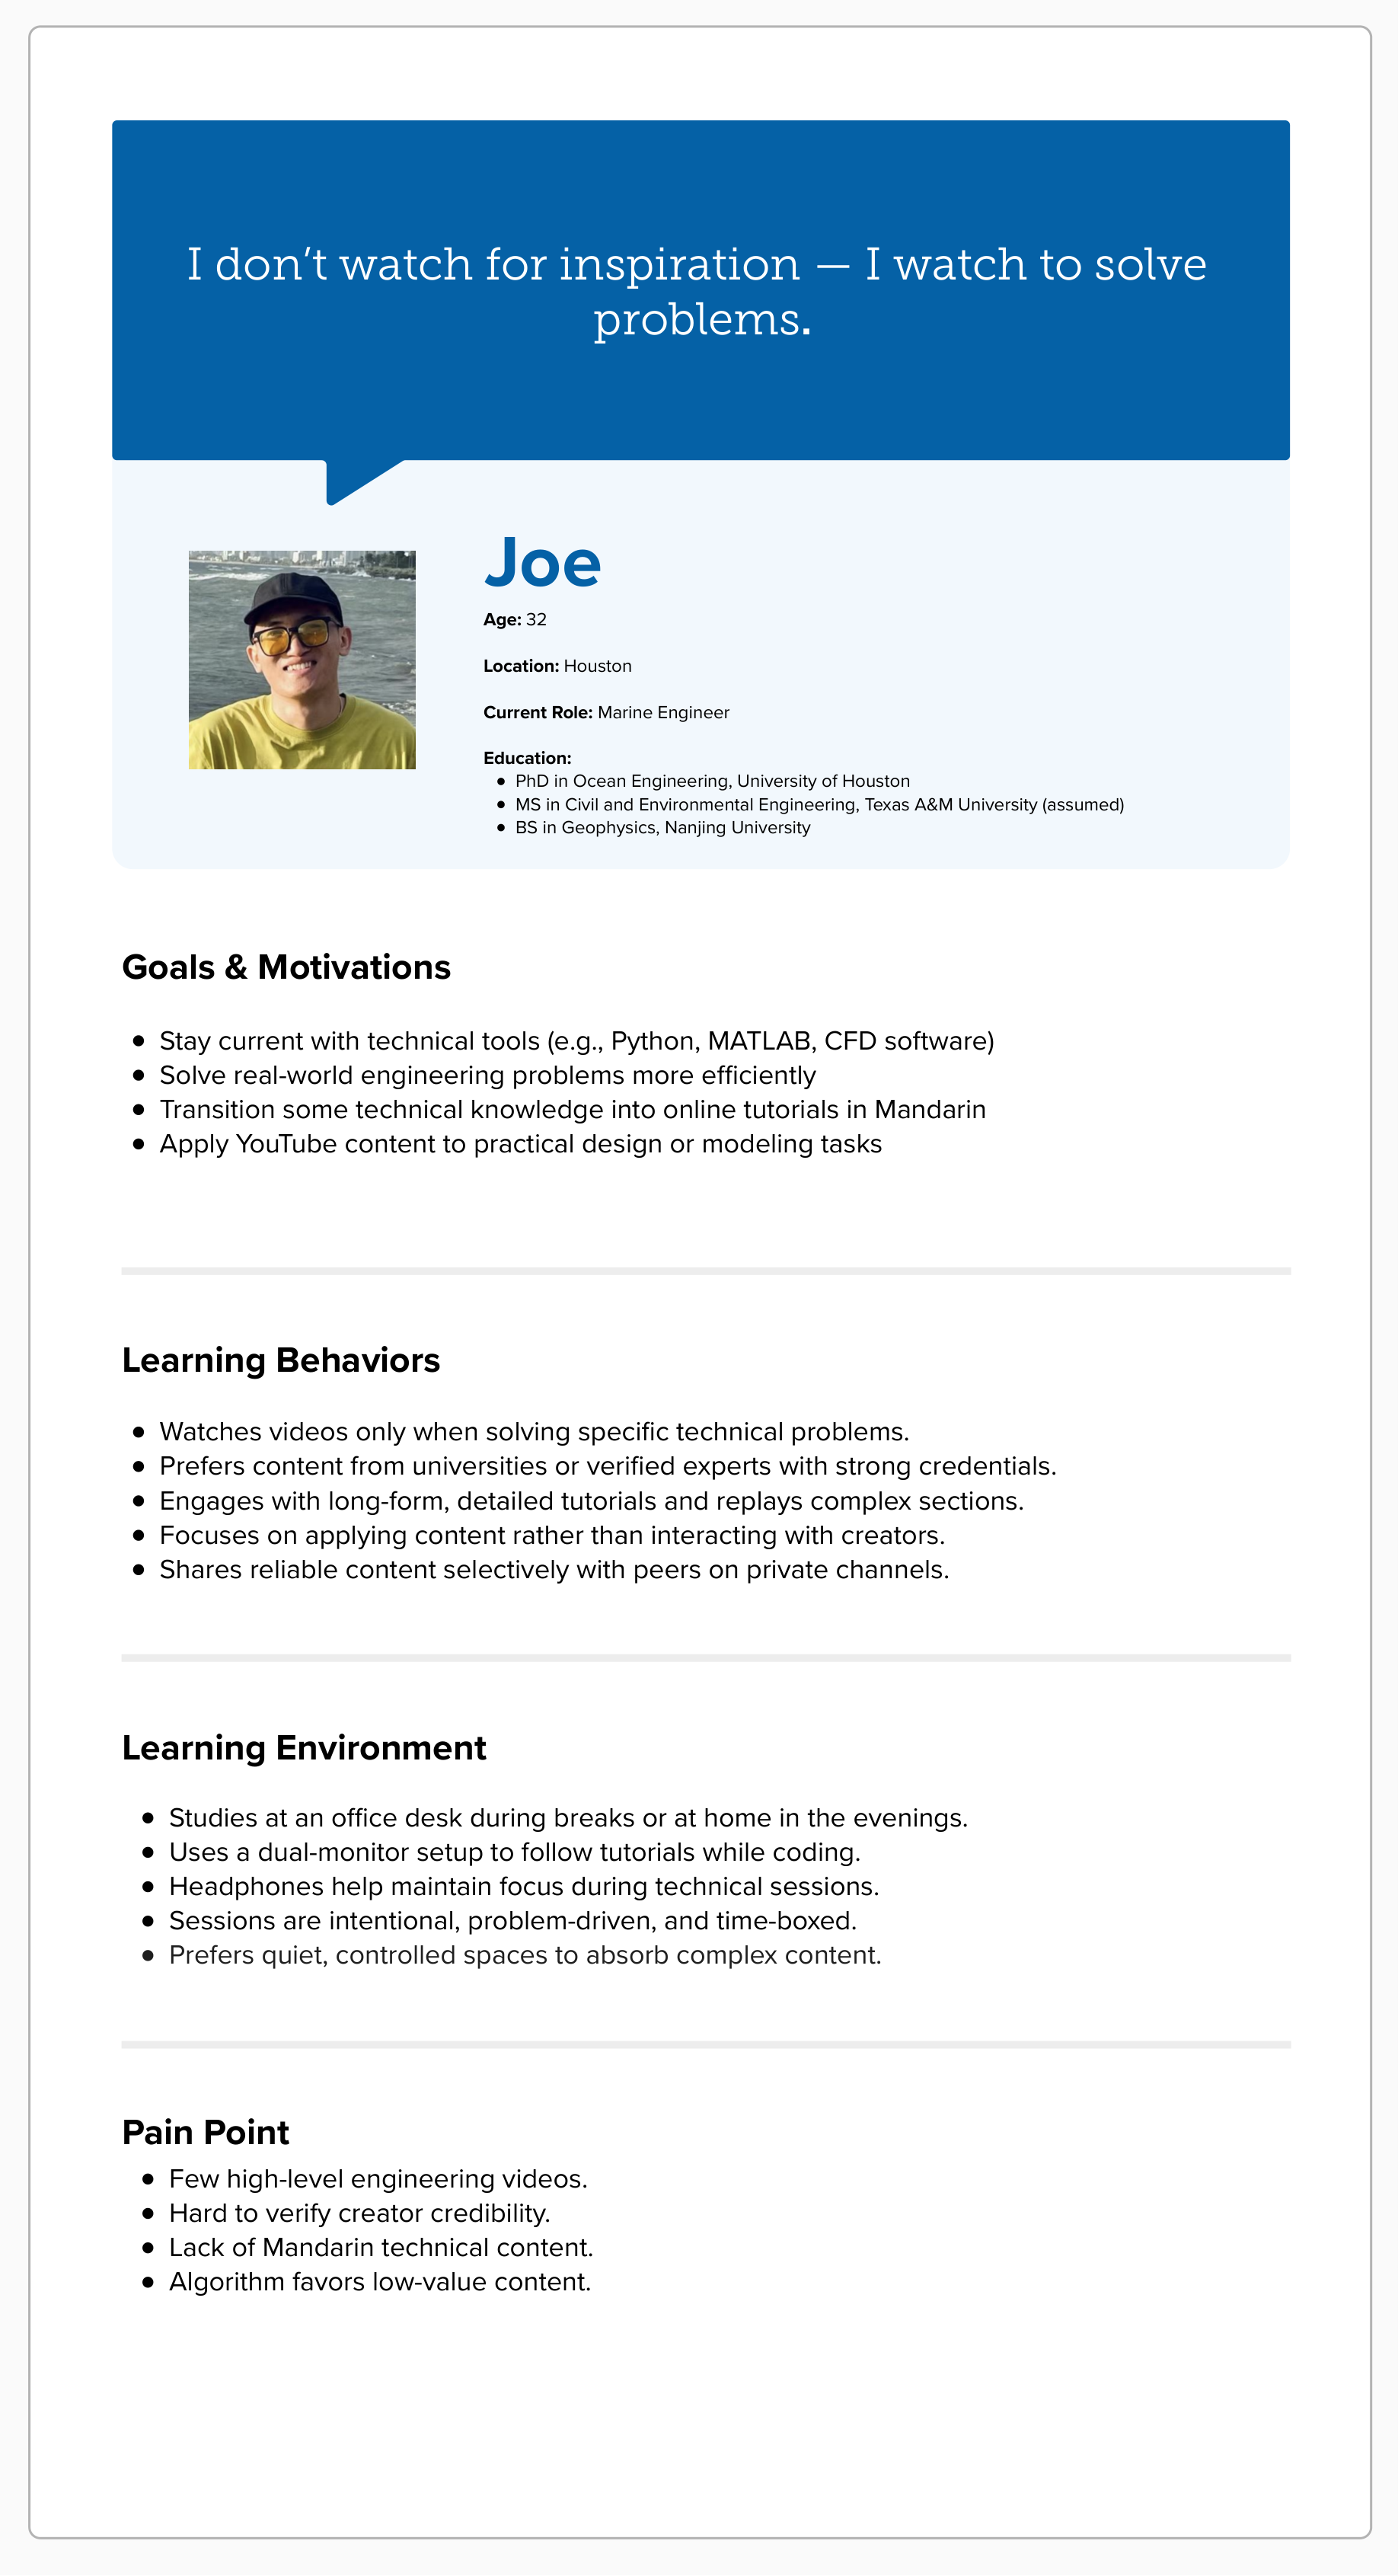 I don’t watch for inspiration — I watch to solve
problems.
Joe
Age: 32
Location: Houston
Current Role: Marine Engineer
Education:
● PhD in Ocean Engineering, University of Houston
● MS in Civil and Environmental Engineering, Texas A&M University (assumed)
● BS in Geophysics, Nanjing University
Goals & Motivations
● Stay current with technical tools (e.g., Python, MATLAB, CFD software)
● Solve real-world engineering problems more efficiently
● Transition some technical knowledge into online tutorials in Mandarin
● Apply YouTube content to practical design or modeling tasks
Learning Behaviors
● Watches videos only when solving specific technical problems.
● Prefers content from universities or verified experts with strong credentials.
● Engages with long-form, detailed tutorials and replays complex sections.
● Focuses on applying content rather than interacting with creators.
● Shares reliable content selectively with peers on private channels.
Learning Environment
● Studies at an office desk during breaks or at home in the evenings.
● Uses a dual-monitor setup to follow tutorials while coding.
● Headphones help maintain focus during technical sessions.
● Sessions are intentional, problem-driven, and time-boxed.
● Prefers quiet, controlled spaces to absorb complex content.
Pain Point
● Few high-level engineering videos.
● Hard to verify creator credibility.
● Lack of Mandarin technical content.
● Algorithm favors low-value content.